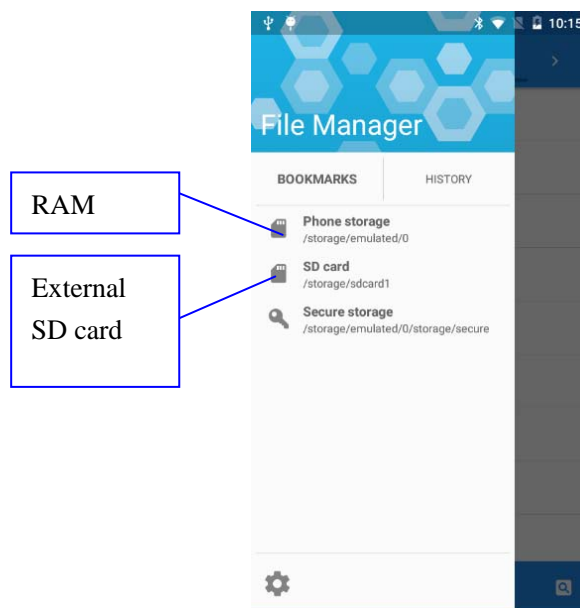 10:15
File Manager
BOOKMARKS
HISTORY
RAM
Phone storage
/storage/emulated/0
External
SD card
SD card
/storage/sdcard1
Secure storage
/storage/emulated/0/storage/secure